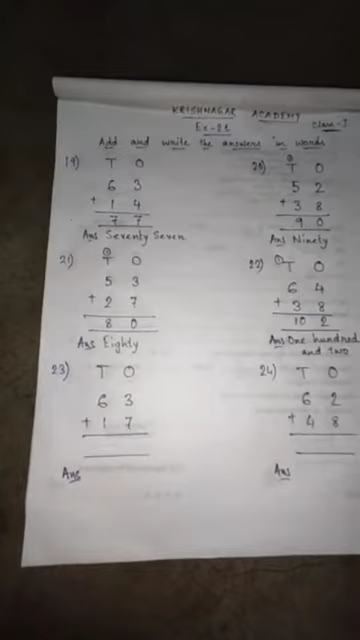 KRISHNAGAR ACADEMY
Ex-21 Class-I
Add and write the answers in words
19) T O
6 3
+ 1 4
7 7
Ans Seventy Seven
20) 1 T O
5 2
+ 3 8
9 0
Ans Ninety
21) 1 T O
5 3
+ 2 7
8 0
Ans Eighty
22) 1 T O
6 4
+ 3 8
10 2
Ans One hundred
and two
23) T O
6 3
+ 1 7
Ans
24) T O
6 2
+ 4 8
Ans